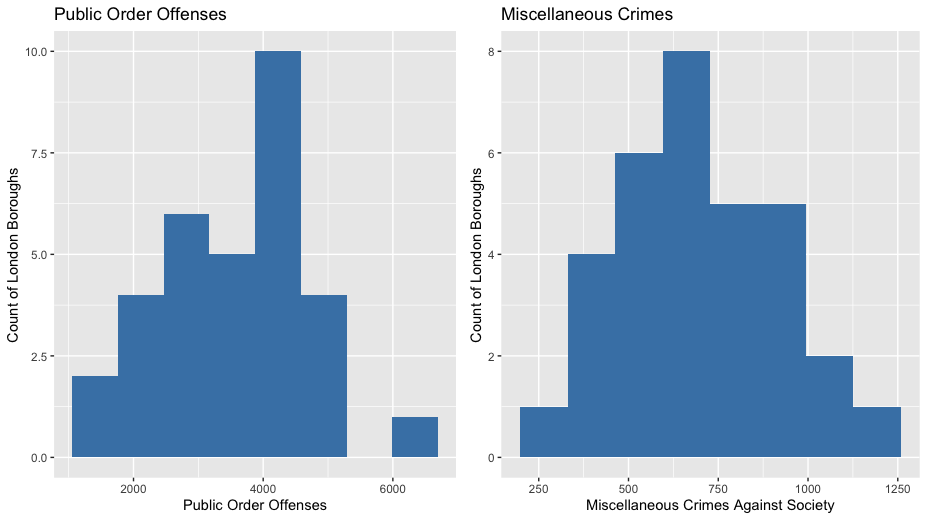 Public Order Offenses
Count of London Boroughs
10.0
7.5
5.0
2.5
0.0
2000 4000 6000
Public Order Offenses
Miscellaneous Crimes
Count of London Boroughs
8
6
4
2
0
250 500 750 1000 1250
Miscellaneous Crimes Against Society